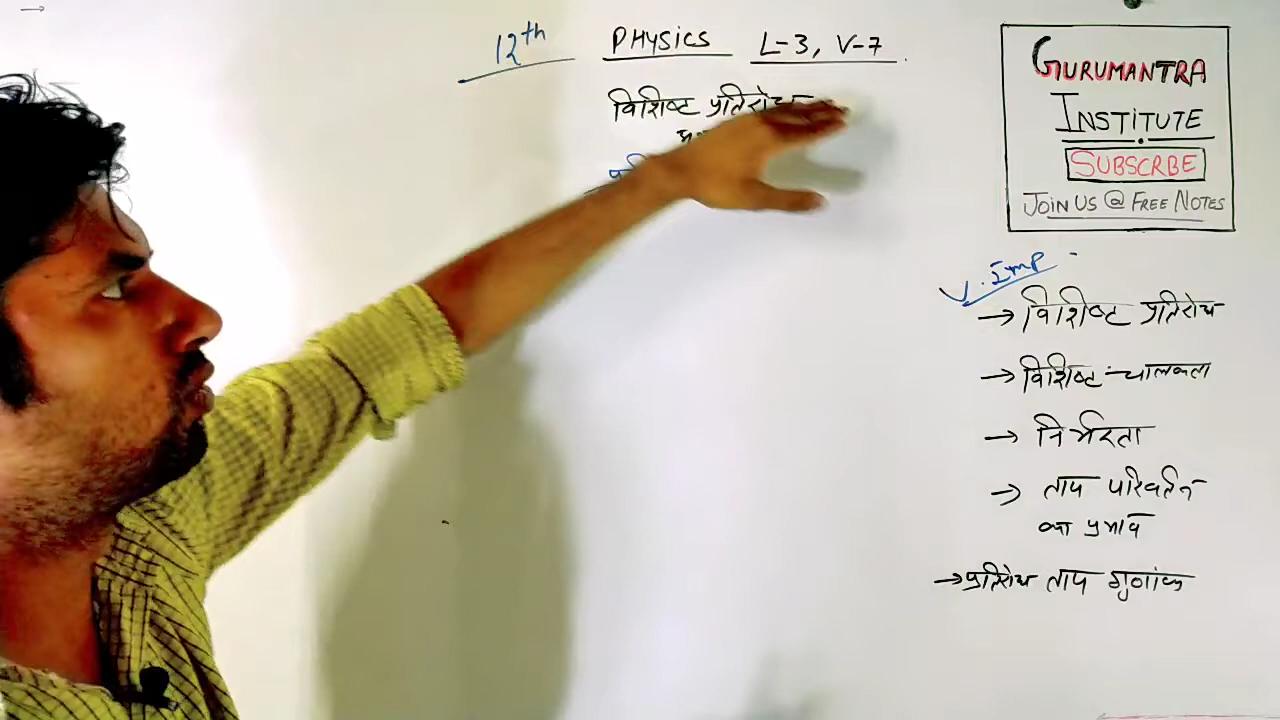 12th PHYSICS L-3, V-7.
विशिष्ट प्रतिरोध
GURUMANTRA
INSTITUTE
SUBSCRBE
JOIN US @ FREE NOTES
V. Imp
→ विशिष्ट प्रतिरोध
→ विशिष्ट चालकता
→ निर्भरता
→ ताप परिवर्तन
का प्रभाव
→ प्रतिरोध ताप गुणांक